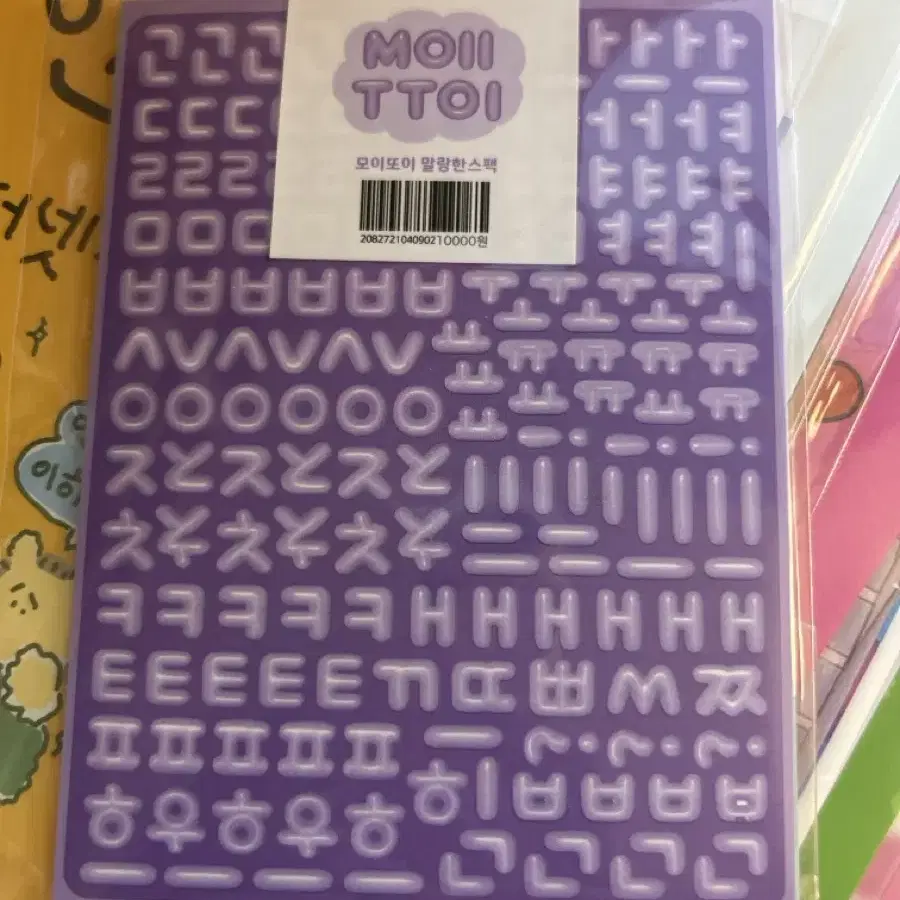 MOII
TTOI
모이또이 말랑한스팩
208272104090210000원
ㄱ ㄴ ㄱ ㄴ ㄱ ㄴ ㅏ ㅏ ㅏ ㅏ
ㄷ ㄷ ㄷ ㅓ ㅓ ㅓ ㅕ
ㄹ ㄹ ㄹ ㅑ ㅑ ㅑ ㅑ
ㅁ ㅁ ㅁ ㅕ ㅕ ㅕ ㅣ
ㅂ ㅂ ㅂ ㅂ ㅂ ㅂ ㅜ ㅜ ㅜ ㅜ
ㅗ ㅗ ㅗ ㅗ
ㅅ ㅅ ㅅ ㅅ ㅅ ㅅ ㅛ ㅠ ㅠ ㅠ ㅠ
ㅇ ㅇ ㅇ ㅇ ㅇ ㅇ ㅛ ㅛ ㅠ ㅛ ㅠ
ㅛ
ㅈ ㅈ ㅈ ㅈ ㅈ ㅈ ㅣ ㅣ ㅣ ㅣ ㅣ ㅣ ㅣ ㅣ ㅣ
ㅊ ㅊ ㅊ ㅊ ㅊ ㅊ ㅡ ㅡ
ㅡ ㅡ ㅡ ㅡ
ㅋ ㅋ ㅋ ㅋ ㅋ ㅐ ㅐ ㅐ ㅐ ㅐ ㅐ
ㅌ ㅌ ㅌ ㅌ ㅌ ㄲ ㄸ ㅃ ㅆ ㅉ
ㅍ ㅍ ㅍ ㅍ ㅍ ㅡ
ㅎ ㅎ ㅎ ㅎ ㅎ ㅎ ㅣ ㅂ ㅂ ㅂ ㅂ
ㅡ ㅡ ㅡ ㅡ ㄱ ㄴ ㄱ ㄴ ㄱ ㄴ ㄱ ㄴ